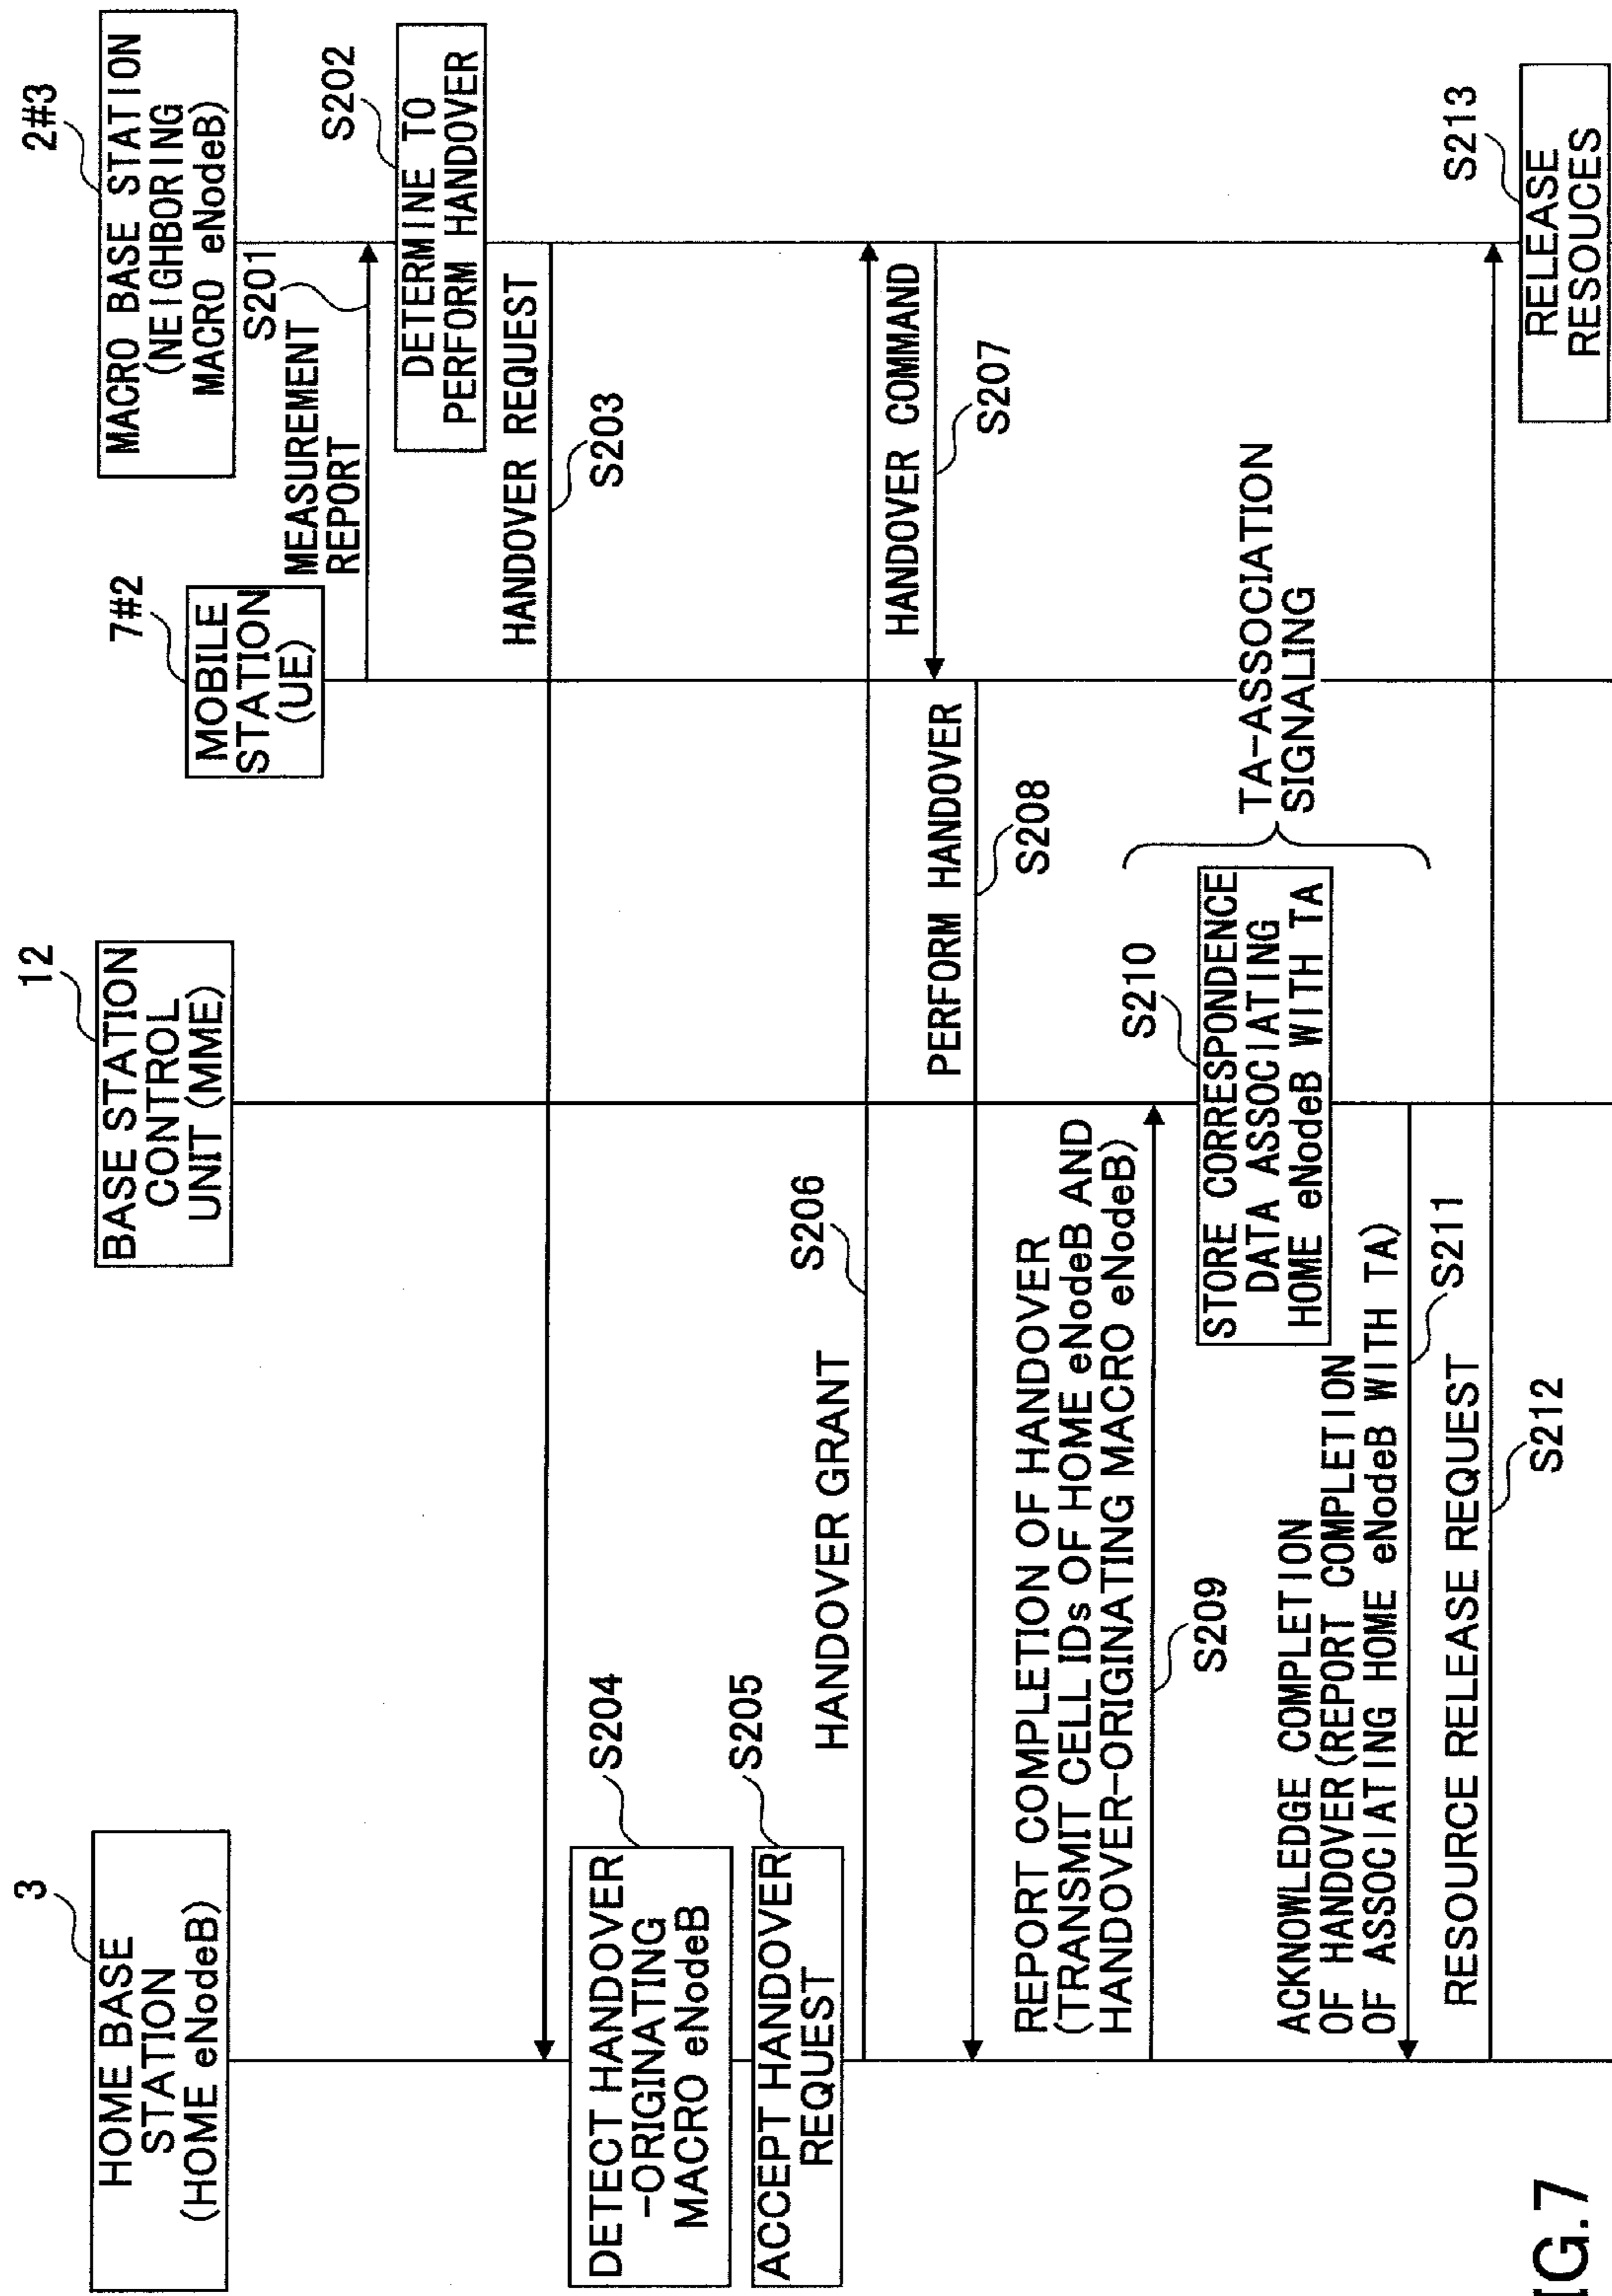 3
HOME BASE
STATION
(HOME eNodeB)
12
BASE STATION
CONTROL
UNIT (MME)
7#2
MOBILE
STATION
(UE)
2#3
MACRO BASE STATION
(NEIGHBORING
MACRO eNodeB)
S201
MEASUREMENT
REPORT
S202
DETERMINE TO
PERFORM HANDOVER
HANDOVER REQUEST
S203
S204
DETECT HANDOVER
-ORIGINATING
MACRO eNodeB
S205
ACCEPT HANDOVER
REQUEST
HANDOVER GRANT
S206
HANDOVER COMMAND
S207
PERFORM HANDOVER
S208
REPORT COMPLETION OF HANDOVER
(TRANSMIT CELL IDs OF HOME eNodeB AND
HANDOVER-ORIGINATING MACRO eNodeB)
S209
S210
STORE CORRESPONDENCE
DATA ASSOCIATING
HOME eNodeB WITH TA
TA-ASSOCIATION
SIGNALING
ACKNOWLEDGE COMPLETION
OF HANDOVER(REPORT COMPLETION
OF ASSOCIATING HOME eNodeB WITH TA)
S211
RESOURCE RELEASE REQUEST
S212
S213
RELEASE
RESOUCES
IG.7